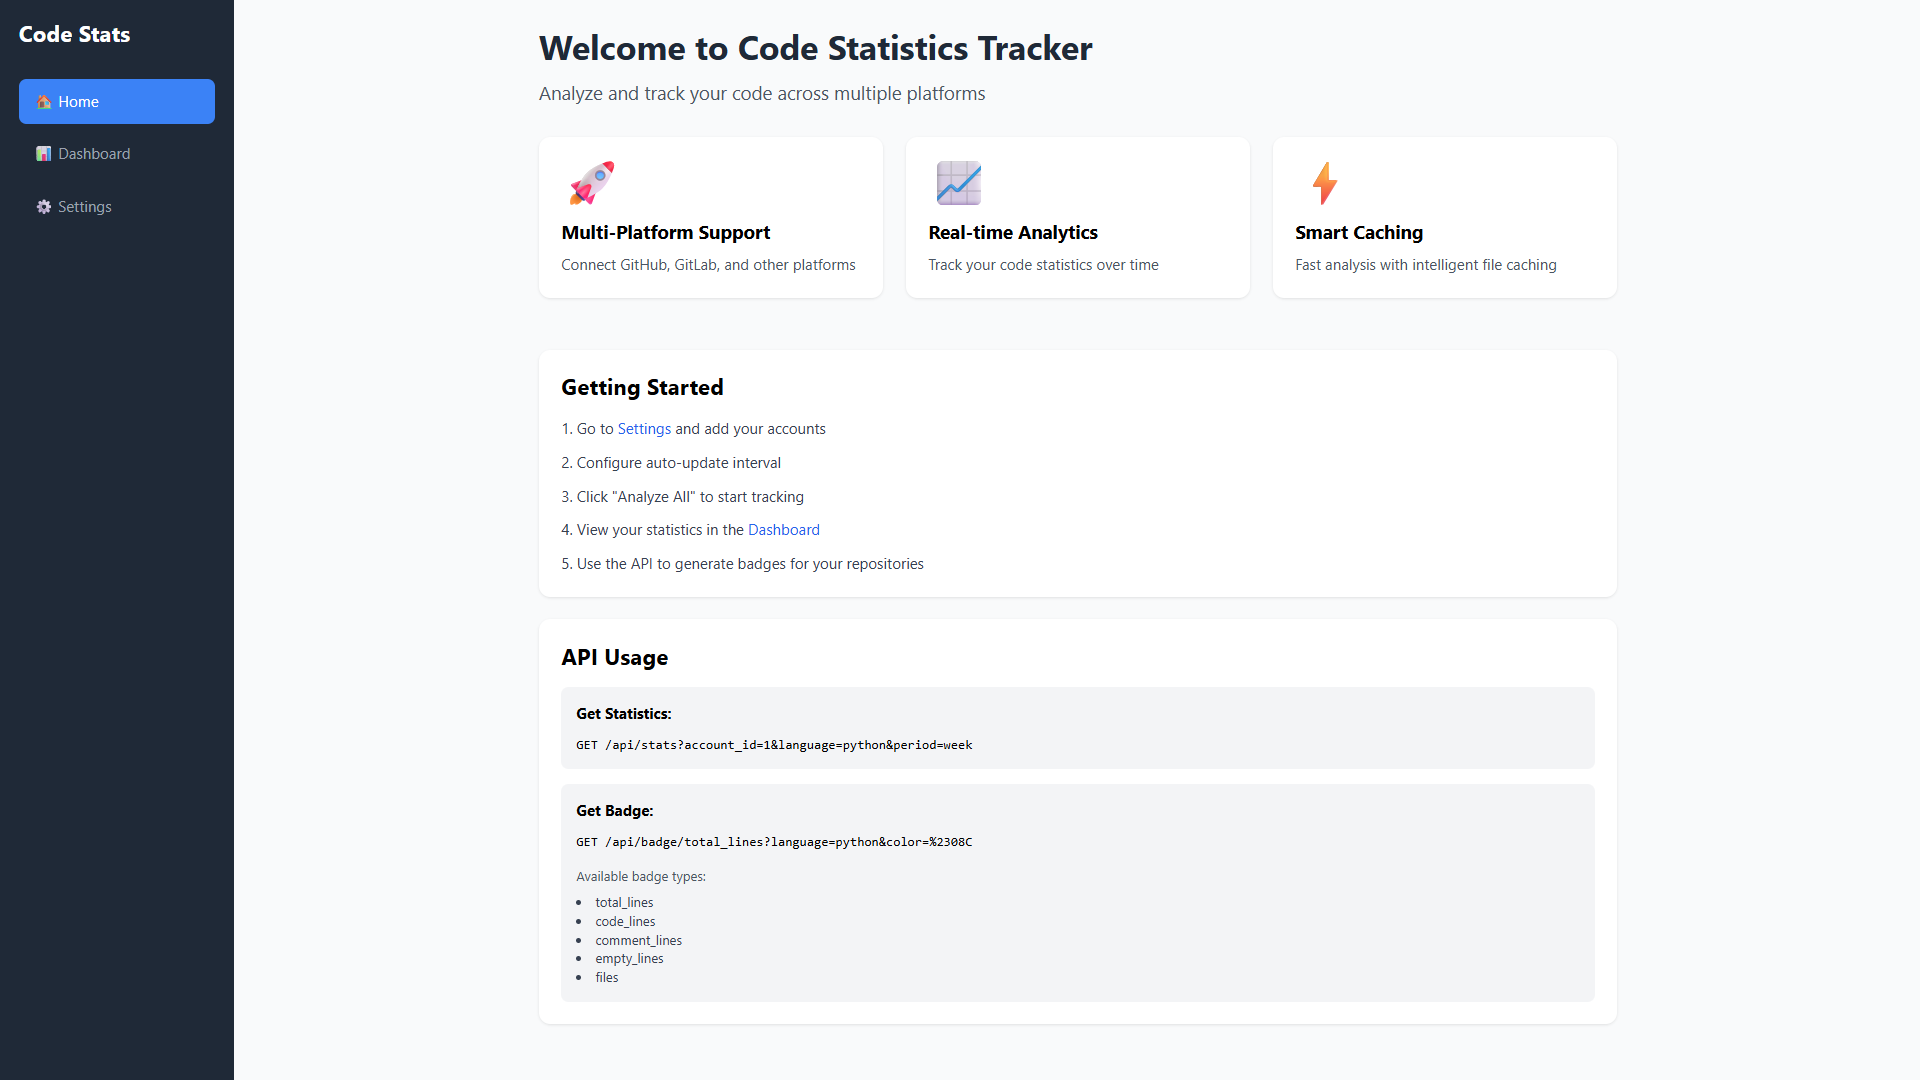 Code Stats
Home
Dashboard
Settings
Welcome to Code Statistics Tracker
Analyze and track your code across multiple platforms
Multi-Platform Support
Connect GitHub, GitLab, and other platforms
Real-time Analytics
Track your code statistics over time
Smart Caching
Fast analysis with intelligent file caching
Getting Started
1. Go to Settings and add your accounts
2. Configure auto-update interval
3. Click "Analyze All" to start tracking
4. View your statistics in the Dashboard
5. Use the API to generate badges for your repositories
API Usage
Get Statistics:
GET /api/stats?account_id=1&language=python&period=week
Get Badge:
GET /api/badge/total_lines?language=python&color=%2308C
Available badge types:
• total_lines
• code_lines
• comment_lines
• empty_lines
• files